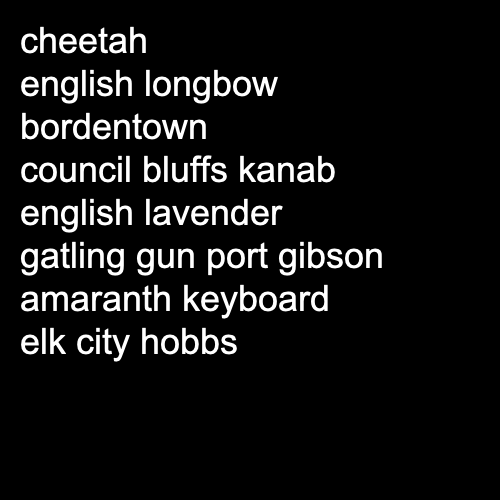 cheetah
english longbow
bordentown
council bluffs kanab
english lavender
gatling gun port gibson
amaranth keyboard
elk city hobbs